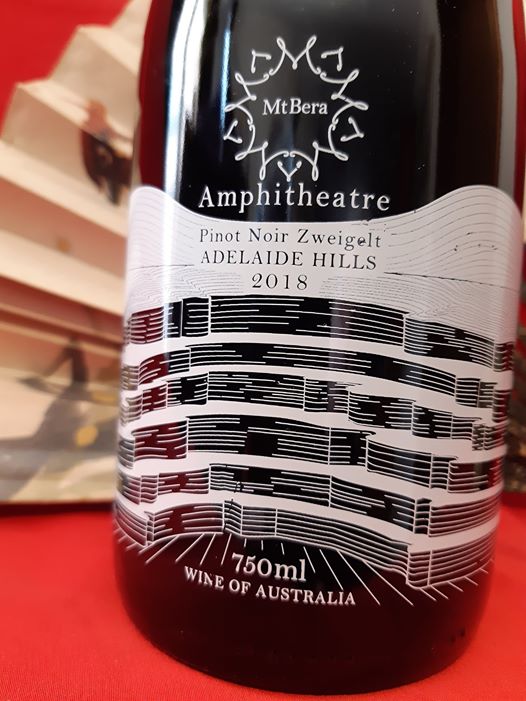 MtBera
Amphitheatre
Pinot Noir Zweigelt
ADELAIDE HILLS
2018
750ml
WINE OF AUSTRALIA